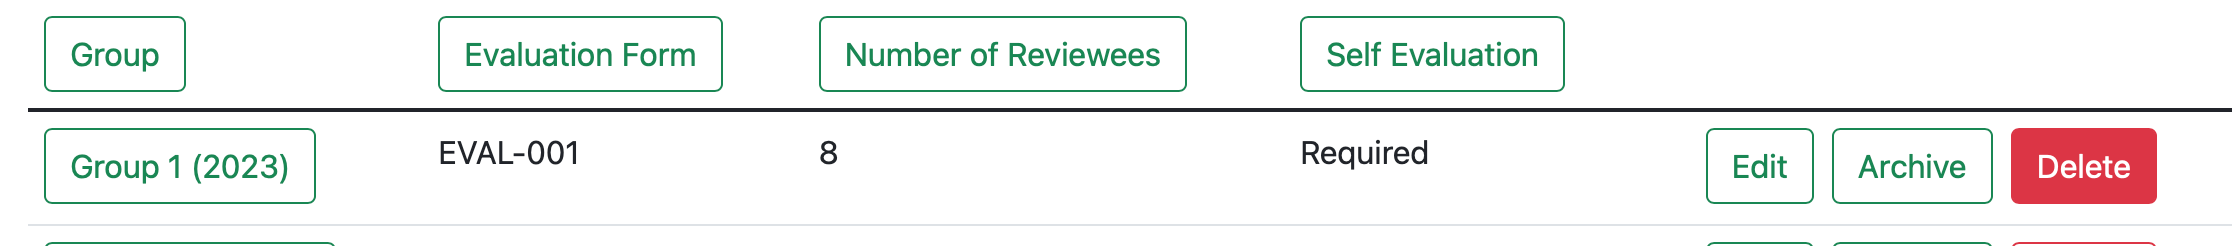 Group Evaluation Form Number of Reviewees Self Evaluation
Group 1 (2023) EVAL-001 8 Required Edit Archive Delete